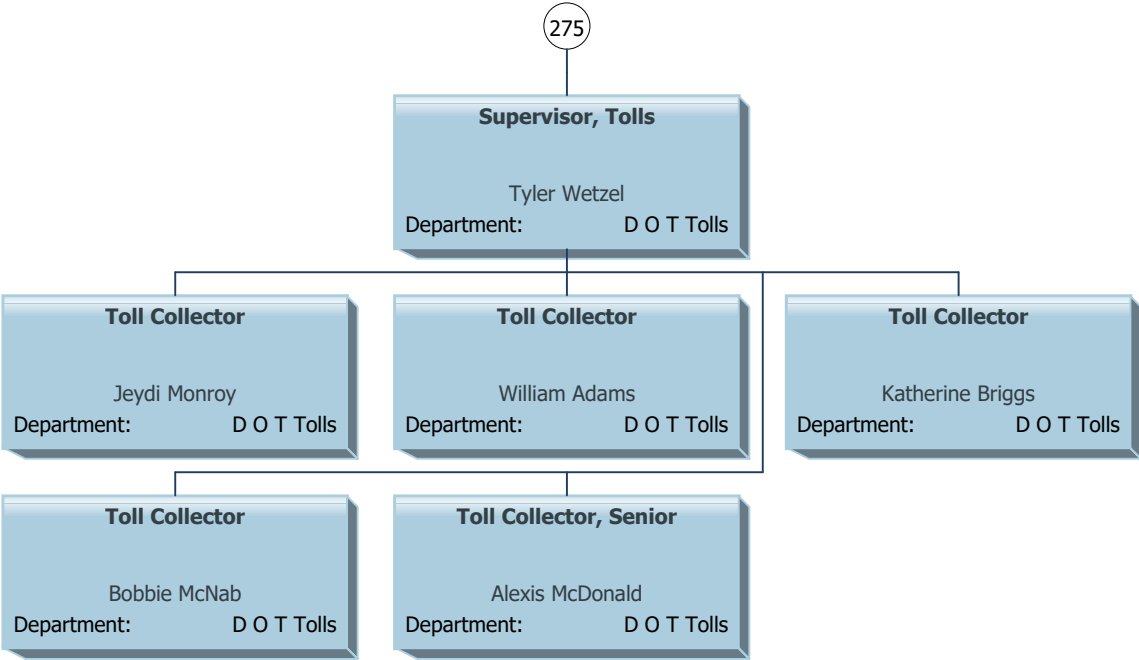 275
Supervisor, Tolls
Tyler Wetzel
Department: D O T Tolls
Toll Collector
Jeydi Monroy
Department: D O T Tolls
Toll Collector
William Adams
Department: D O T Tolls
Toll Collector
Katherine Briggs
Department: D O T Tolls
Toll Collector
Bobbie McNab
Department: D O T Tolls
Toll Collector, Senior
Alexis McDonald
Department: D O T Tolls